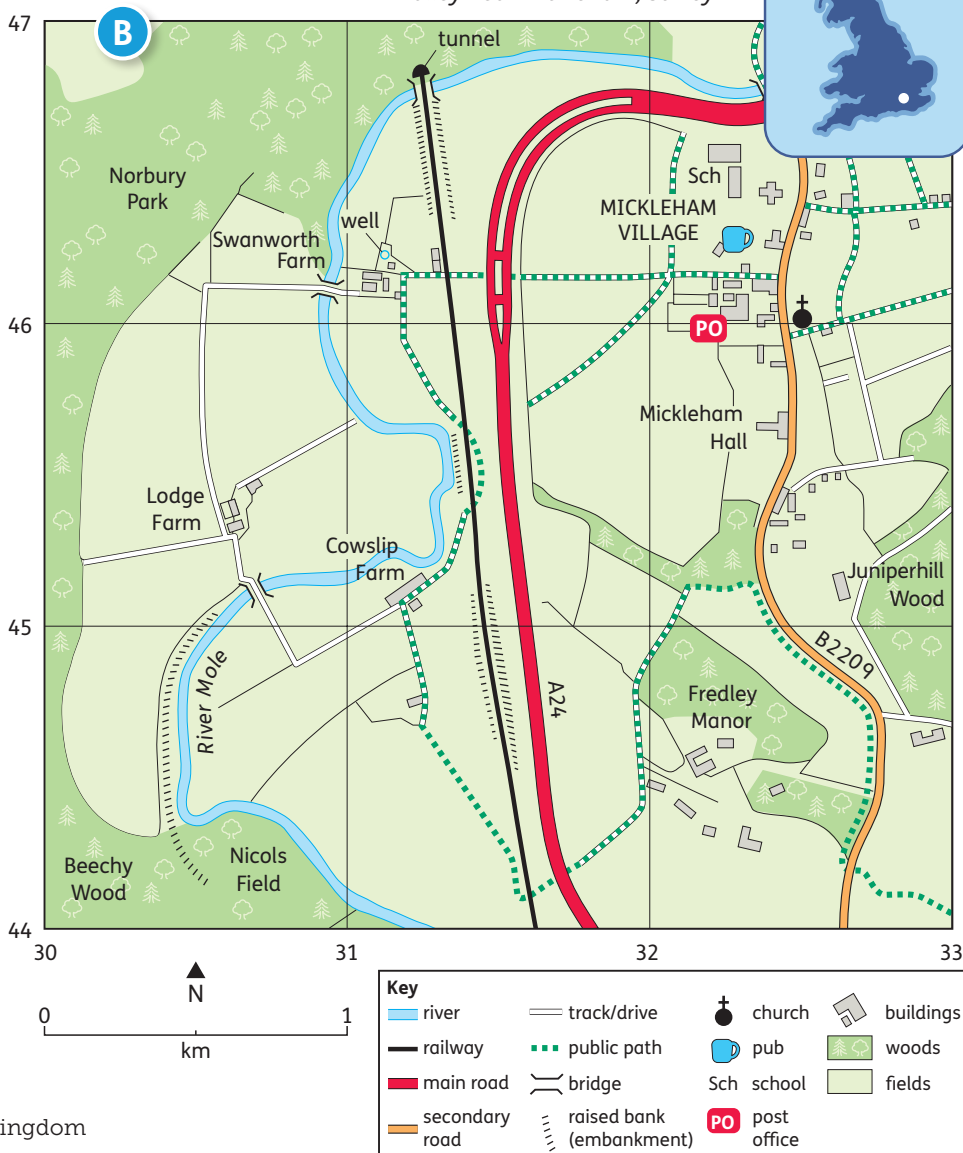 47
B
tunnel
Norbury
Park
Sch
MICKLEHAM
VILLAGE
well
Swanworth
Farm
46
PO
Mickleham
Hall
Lodge
Farm
Cowslip
Farm
Juniperhill
Wood
45
B2209
River Mole
A24
Fredley
Manor
Beechy
Wood
Nicols
Field
44
30
31
32
33
N
0
1
km
Key
river
railway
main road
secondary
road
track/drive
public path
bridge
raised bank
(embankment)
church
pub
Sch school
PO post
office
buildings
woods
fields
ingdom